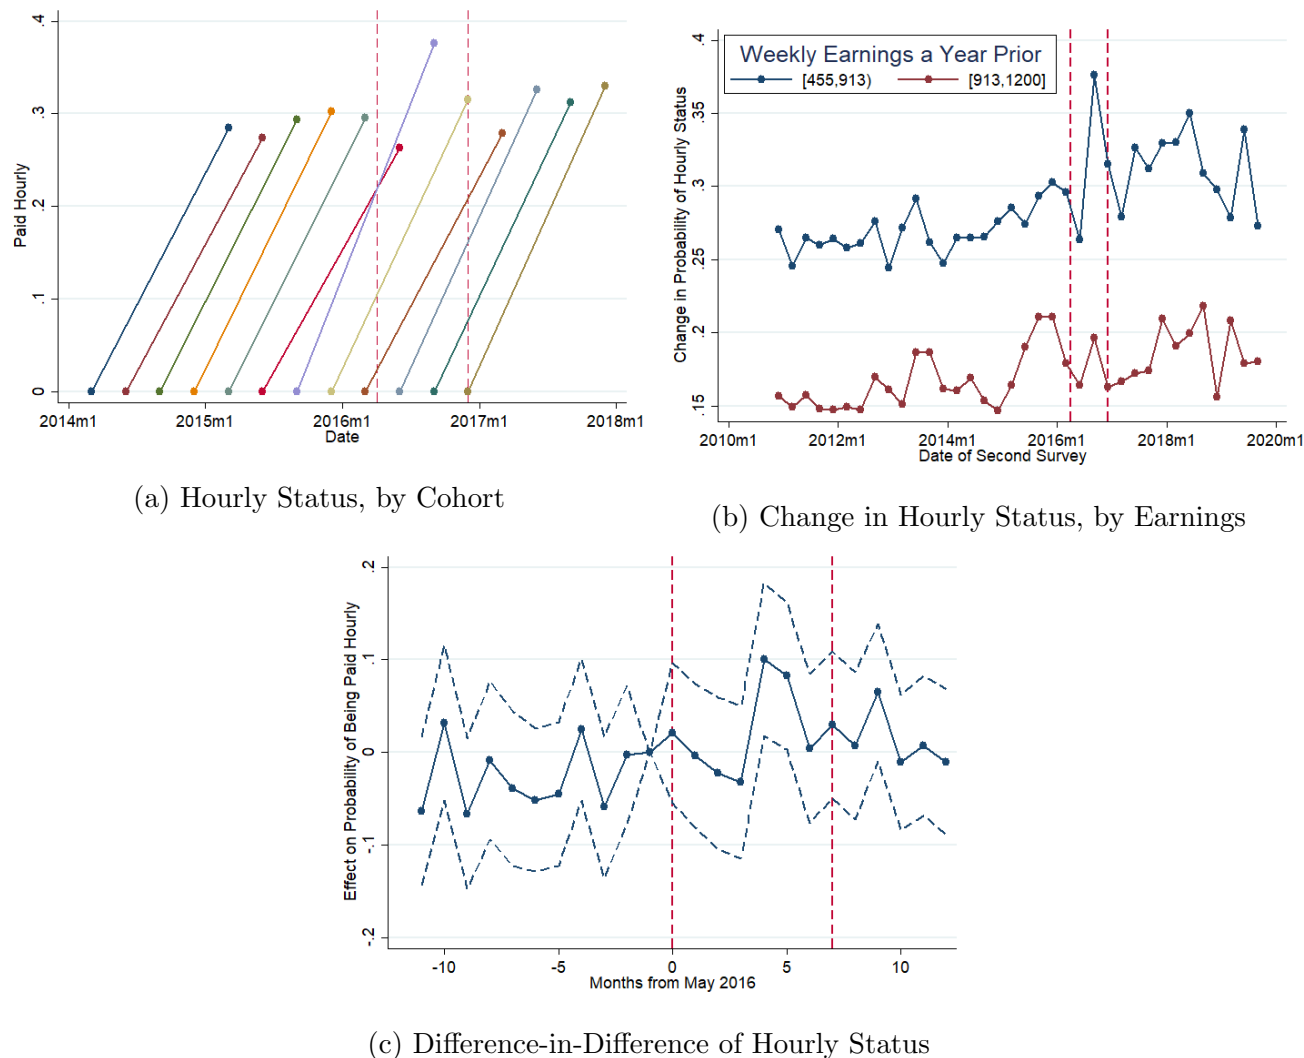 .4
.3
.2
.1
0
Paid Hourly
2014m1 2015m1 2016m1 2017m1 2018m1
Date
(a) Hourly Status, by Cohort
.4
.35
.3
.25
.2
.15
Change in Probability of Hourly Status
Weekly Earnings a Year Prior
[455,913) [913,1200]
2010m1 2012m1 2014m1 2016m1 2018m1 2020m1
Date of Second Survey
(b) Change in Hourly Status, by Earnings
.2
.1
0
-.1
-.2
Effect on Probability of Being Paid Hourly
-10 -5 0 5 10
Months from May 2016
(c) Difference-in-Difference of Hourly Status